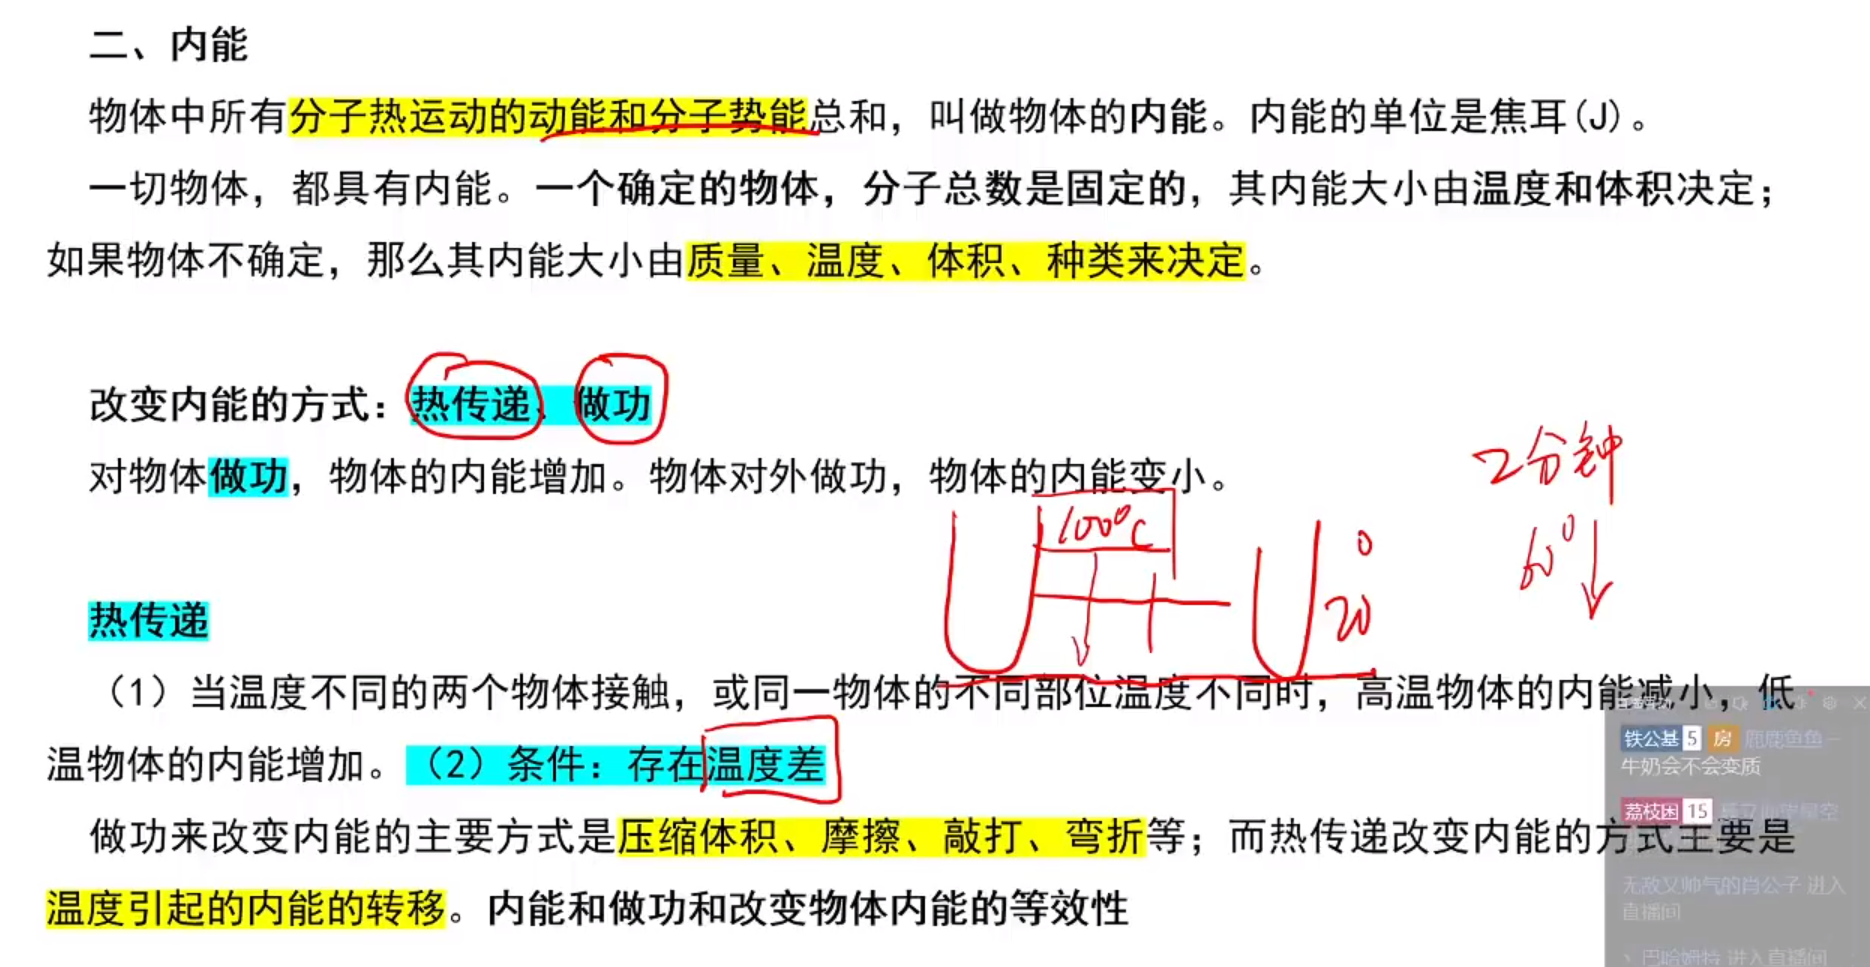 二、内能
物体中所有分子热运动的动能和分子势能总和，叫做物体的内能。内能的单位是焦耳(J)。
一切物体，都具有内能。一个确定的物体，分子总数是固定的，其内能大小由温度和体积决定；
如果物体不确定，那么其内能大小由质量、温度、体积、种类来决定。
改变内能的方式：热传递、做功
对物体做功，物体的内能增加。物体对外做功，物体的内能变小。
2分钟
100°C
0
60°
20
热传递
（1）当温度不同的两个物体接触，或同一物体的不同部位温度不同时，高温物体的内能减小，低
温物体的内能增加。（2）条件：存在温度差
铁公基 5 房
牛奶会不会变质
荔枝困 15
做功来改变内能的主要方式是压缩体积、摩擦、敲打、弯折等；而热传递改变内能的方式主要是
温度引起的内能的转移。内能和做功和改变物体内能的等效性
无敌又帅气的肖公子 进入
直播间
巴哈姆特 进入直播间